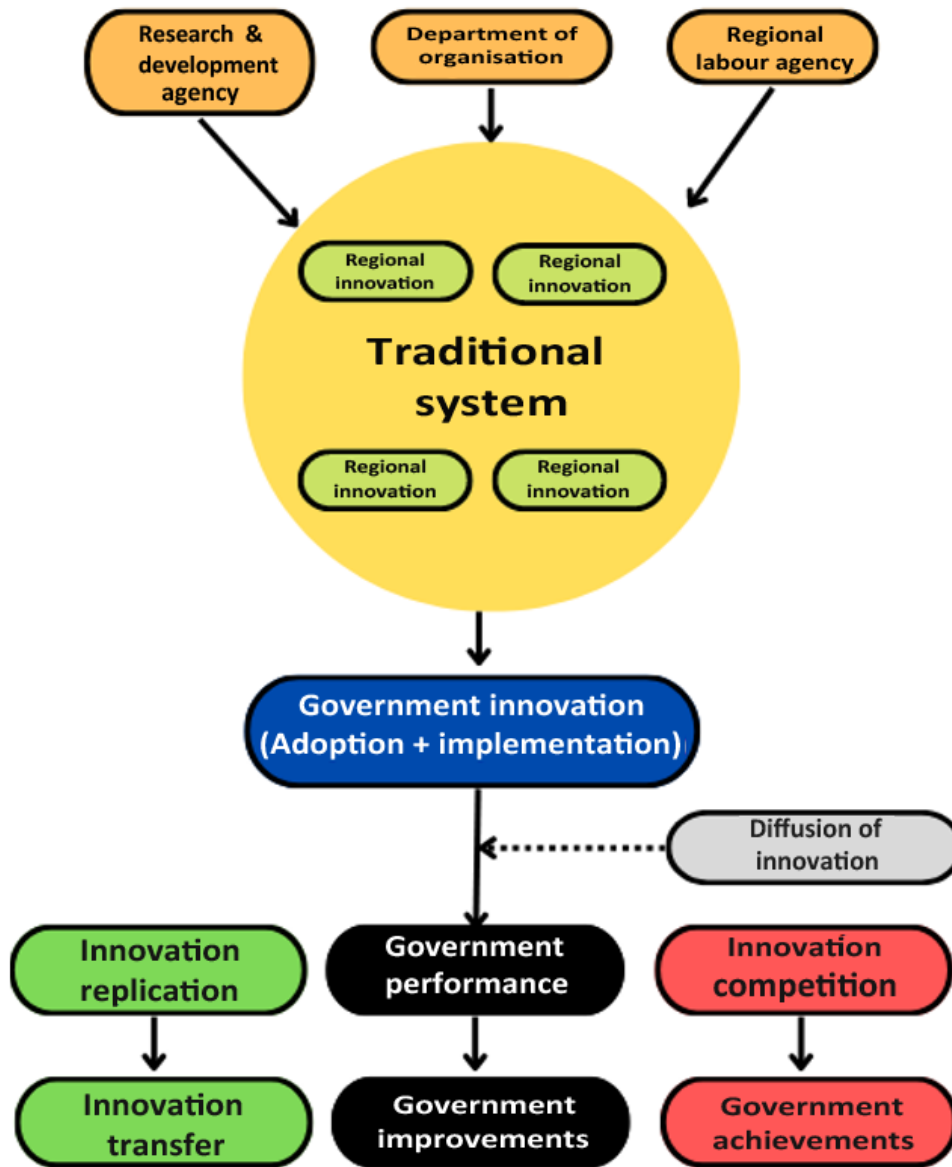 Research &
development
agency
Department of
organisation
Regional
labour agency
Regional
innovation
Regional
innovation
Traditional
system
Regional
innovation
Regional
innovation
Government innovation
(Adoption + implementation)
Diffusion of
innovation
Innovation
replication
Government
performance
Innovation
competition
Innovation
transfer
Government
improvements
Government
achievements